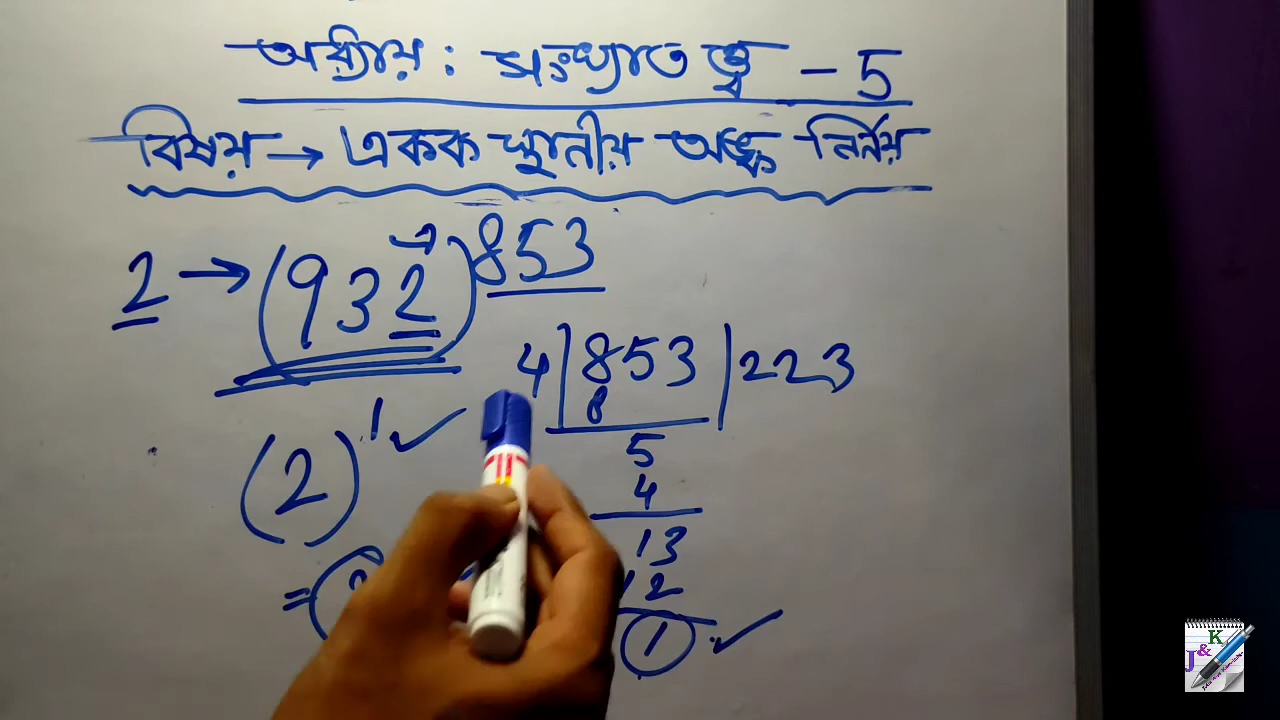 অধ্যায় : সংখ্যাতত্ত্ব – 5
বিষয় → একক স্থানীয় অঙ্ক নির্নয়
2 → (932)^853
4 | 853 | 223
8
5
4
13
12
1 ✓
(2)^1 ✓
= (
J & K